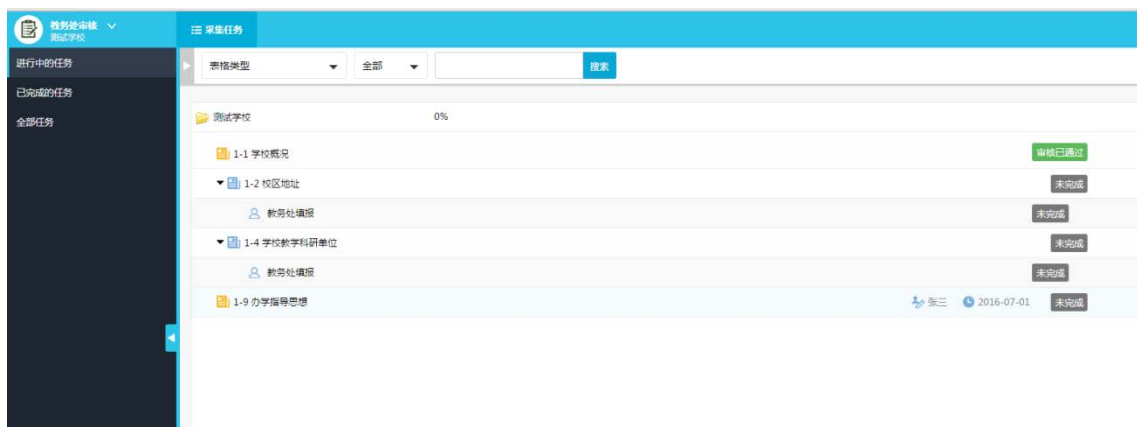 教务处审核
测试学校
采集任务
进行中的任务
已完成的任务
全部任务
表格类型 全部 搜索
测试学校 0%
1-1 学校概况 审核已通过
1-2 校区地址 未完成
教务处填报 未完成
1-4 学校教学科研单位 未完成
教务处填报 未完成
1-9 办学指导思想 张三 2016-07-01 未完成